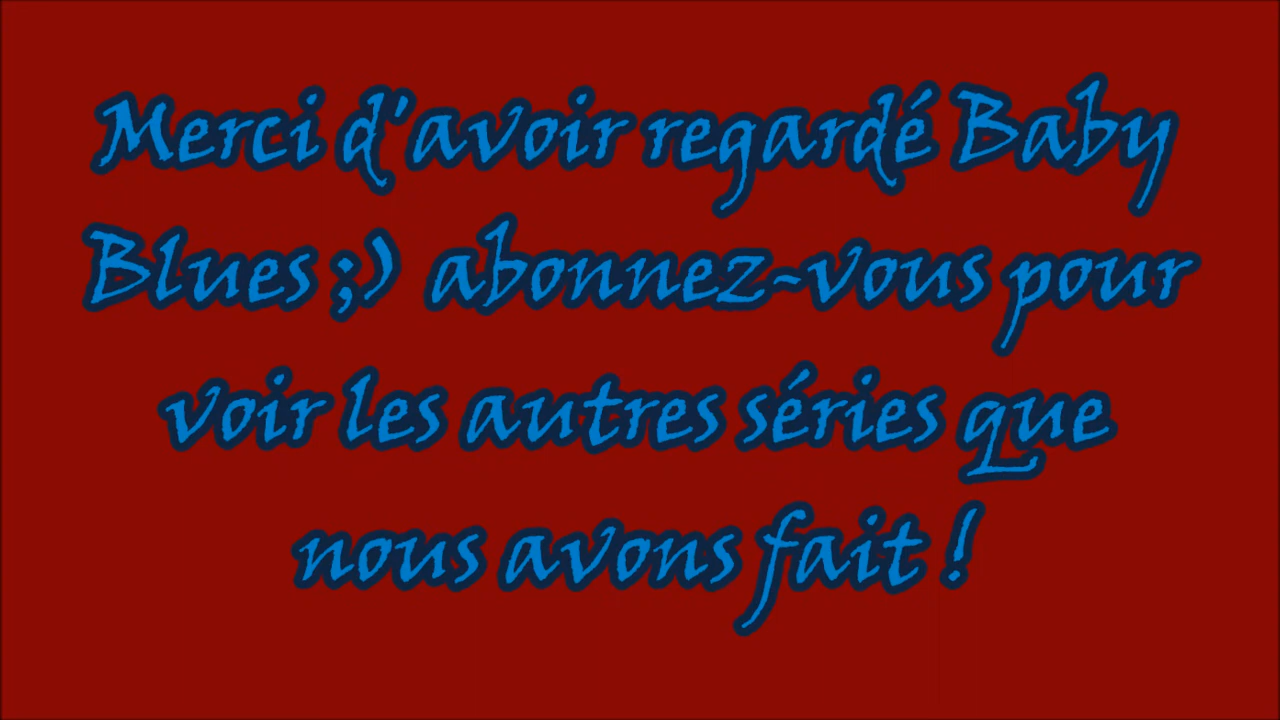 Merci d'avoir regardé Baby
Blues ;) abonnez-vous pour
voir les autres séries que
nous avons fait !